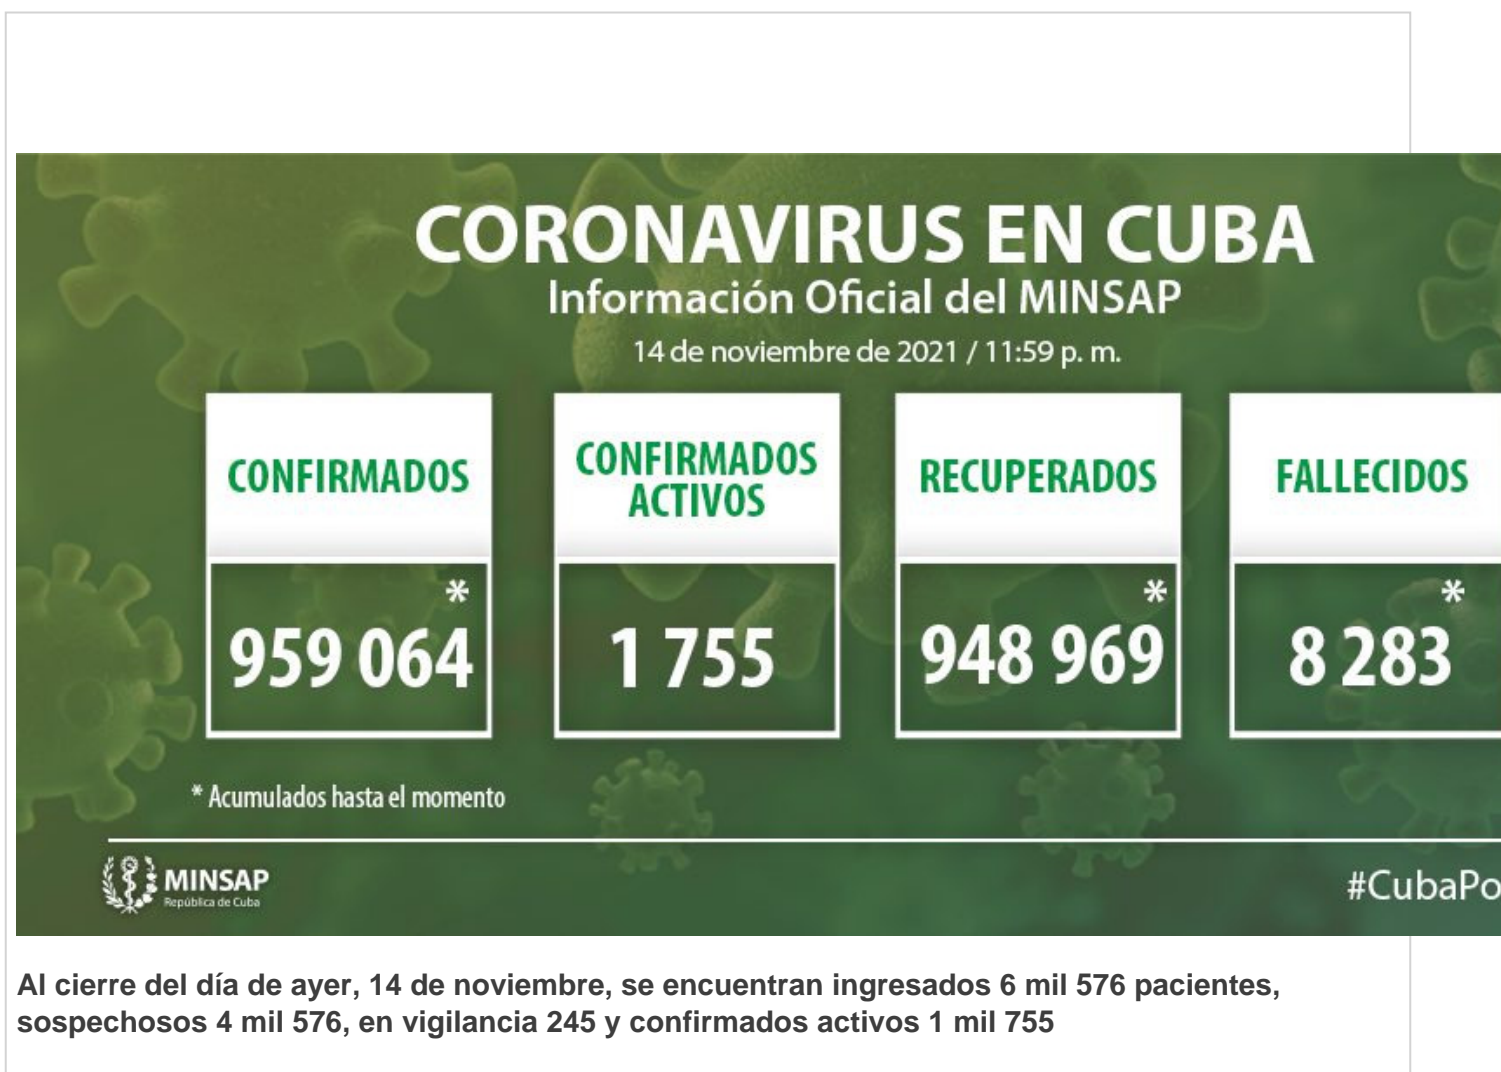 CORONAVIRUS EN CUBA
Información Oficial del MINSAP
14 de noviembre de 2021 / 11:59 p. m.
CONFIRMADOS
CONFIRMADOS
ACTIVOS
RECUPERADOS
FALLECIDOS
*
959 064
1 755
*
948 969
*
8 283
* Acumulados hasta el momento
MINSAP
República de Cuba
#CubaPo
Al cierre del día de ayer, 14 de noviembre, se encuentran ingresados 6 mil 576 pacientes,
sospechosos 4 mil 576, en vigilancia 245 y confirmados activos 1 mil 755